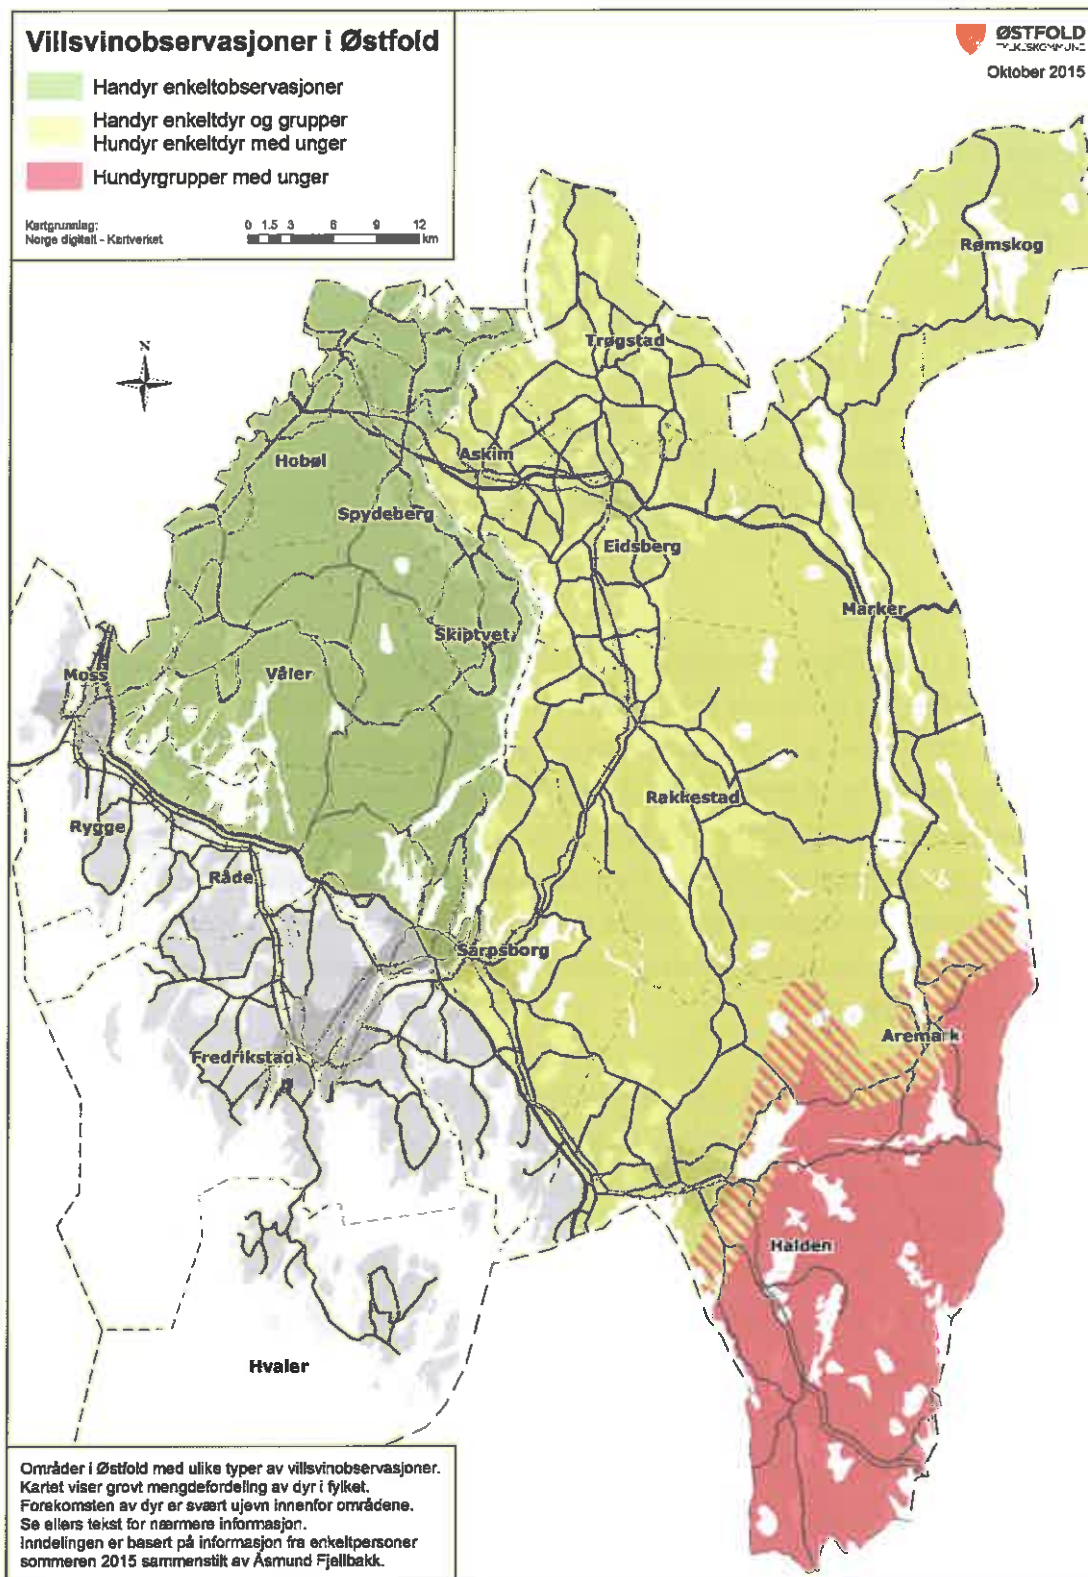 Villsvinobservasjoner i Østfold
Handyr enkeltobservasjoner
Handyr enkeltdyr og grupper
Hundyr enkeltdyr med unger
Hundyrgrupper med unger
Kartgrunnlag:
Norge digitalt - Kartverket
0 1.5 3 6 9 12
km
ØSTFOLD
FYLKESKOMMUNE
Oktober 2015
N
Rømskog
Trøgstad
Hobøl
Askim
Spydeberg
Eidsberg
Marker
Skiptvet
Moss
Våler
Rakkestad
Rygge
Råde
Sarpsborg
Aremark
Fredrikstad
Halden
Hvaler
Områder i Østfold med ulike typer av villsvinobservasjoner.
Kartet viser grovt mengdefordeling av dyr i fylket.
Forekomsten av dyr er svært ujevn innenfor områdene.
Se ellers tekst for nærmere informasjon.
Inndelingen er basert på informasjon fra enkeltpersoner
sommeren 2015 sammenstilt av Åsmund Fjellbakk.